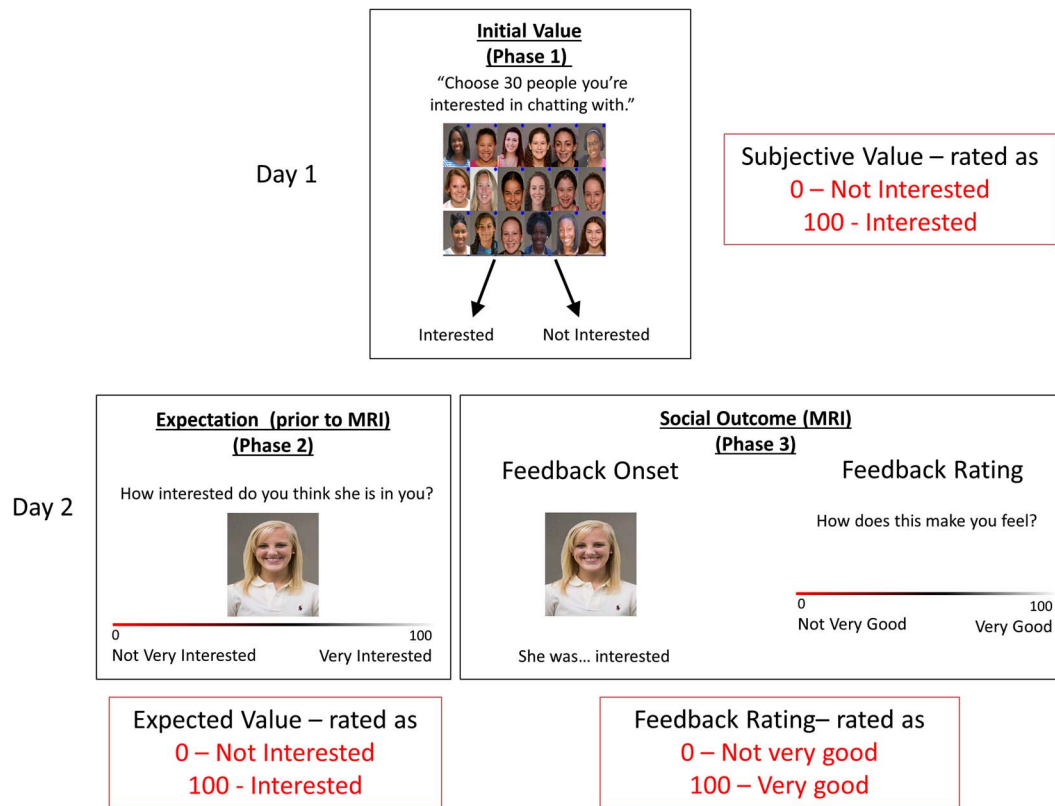 Initial Value
(Phase 1)
“Choose 30 people you’re
interested in chatting with.”
Day 1
Interested
Not Interested
Subjective Value – rated as
0 – Not Interested
100 - Interested
Day 2
Expectation (prior to MRI)
(Phase 2)
How interested do you think she is in you?
0
100
Not Very Interested
Very Interested
Social Outcome (MRI)
(Phase 3)
Feedback Onset
She was... interested
Feedback Rating
How does this make you feel?
0
100
Not Very Good
Very Good
Expected Value – rated as
0 – Not Interested
100 - Interested
Feedback Rating– rated as
0 – Not very good
100 – Very good